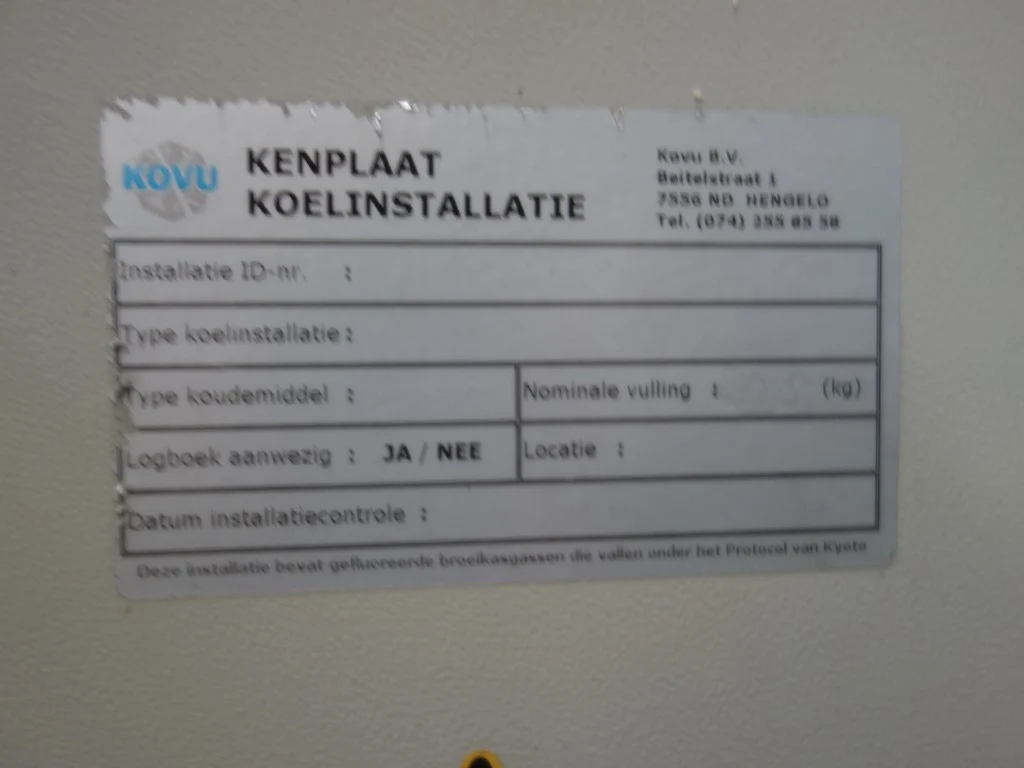 KOVU
KENPLAAT
KOELINSTALLATIE
Kovu B.V.
Beitelstraat 1
7556 ND HENGELO
Tel. (074) 255 85 58
Installatie ID-nr. :
Type koelinstallatie :
Type koudemiddel :
Nominale vulling : (kg)
Logboek aanwezig : JA / NEE
Locatie :
Datum installatiecontrole :
Deze installatie bevat gefluoreerde broeikasgassen die vallen onder het Protocol van Kyoto